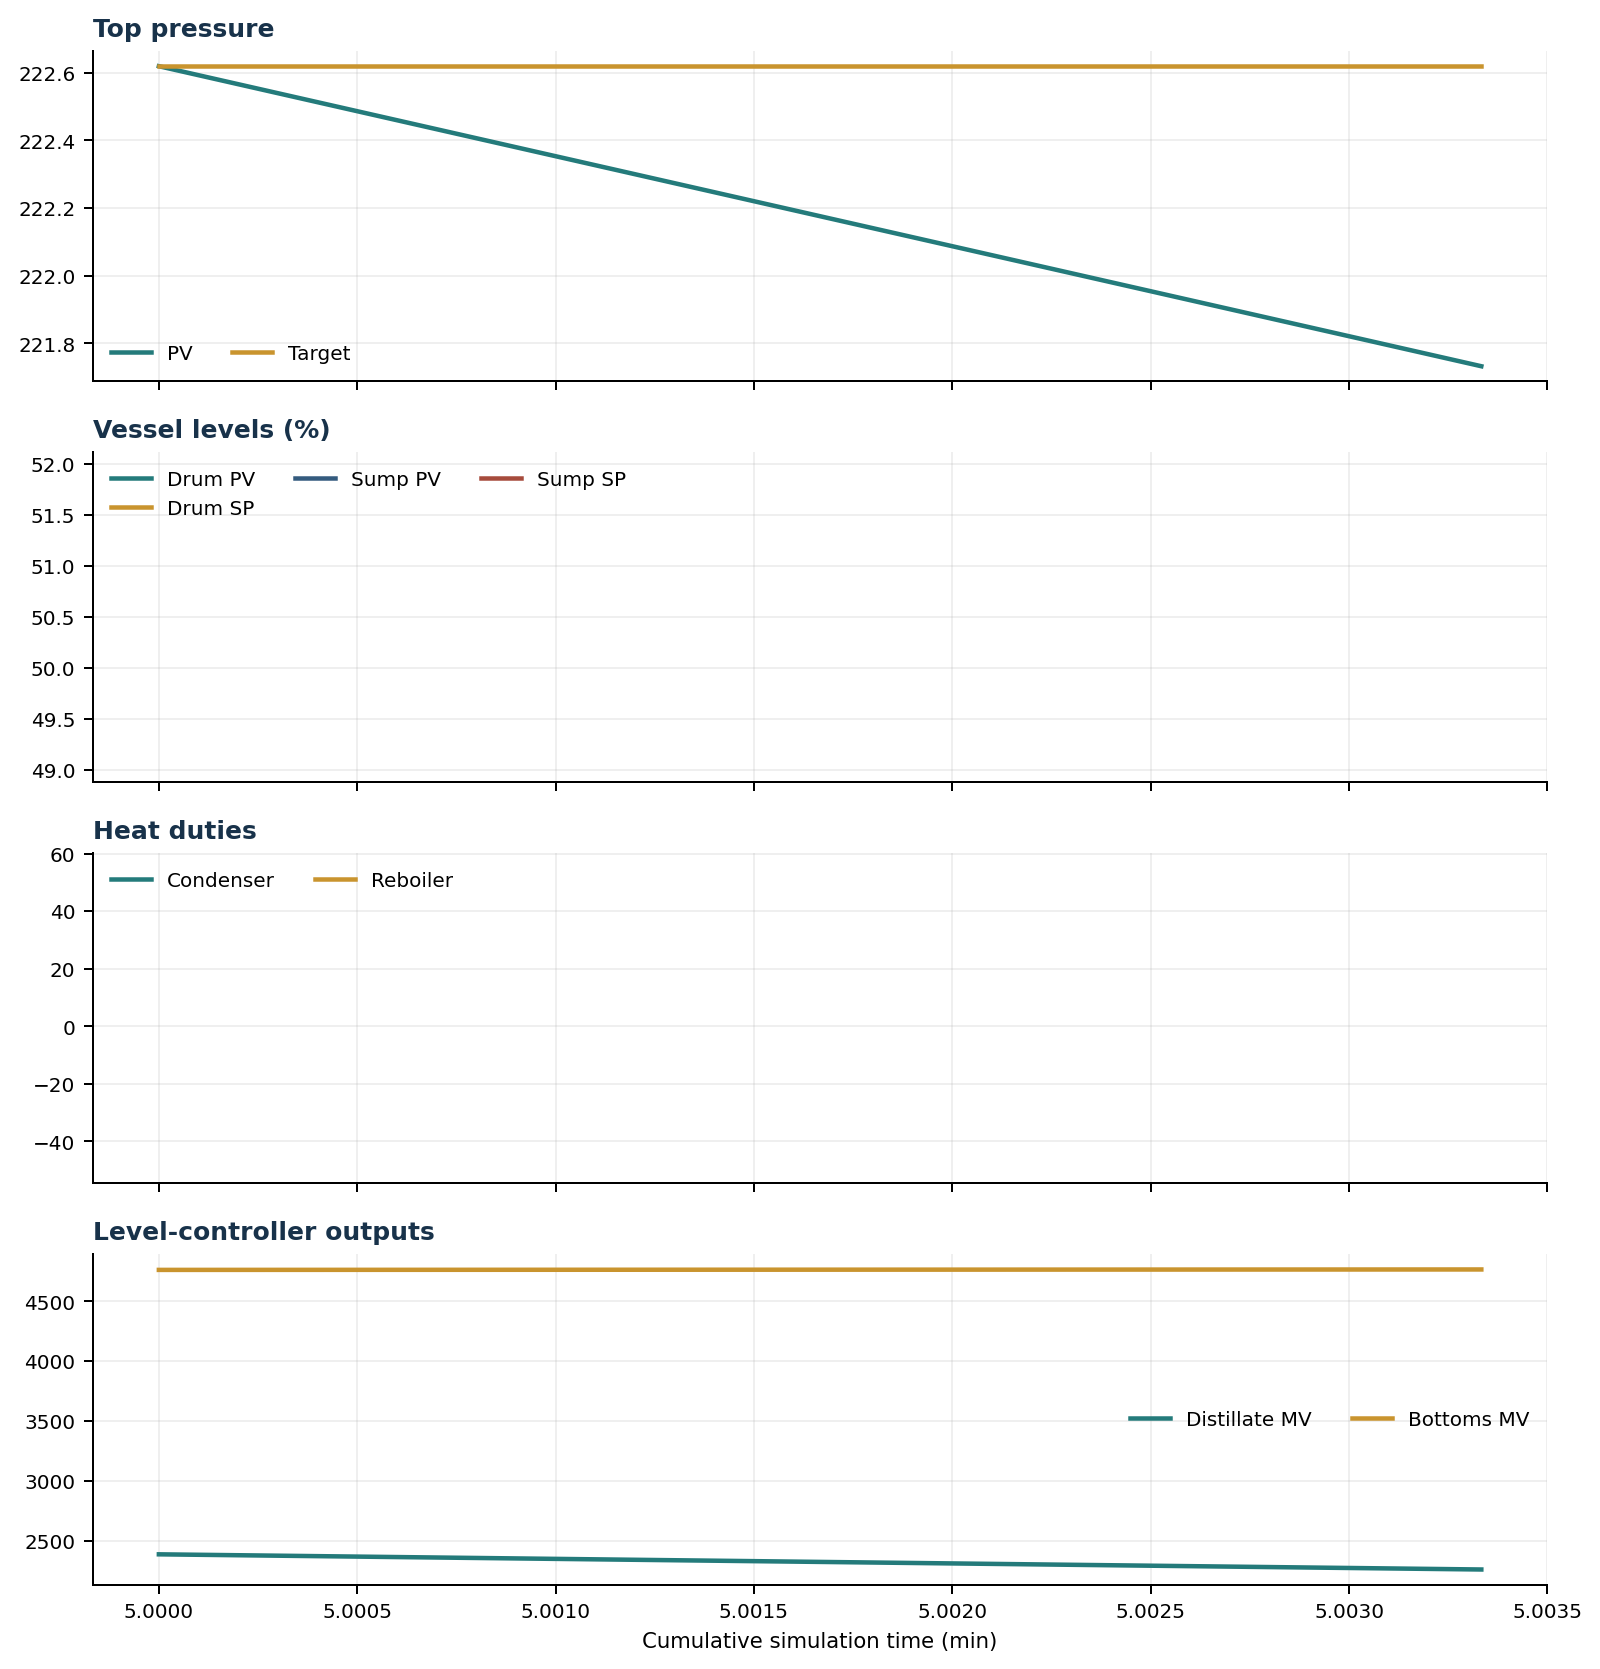 Top pressure
222.6
222.4
222.2
222.0
221.8
PV Target
Vessel levels (%)
52.0
51.5
51.0
50.5
50.0
49.5
49.0
Drum PV Sump PV Sump SP
Drum SP
Heat duties
60
40
20
0
−20
−40
Condenser Reboiler
Level-controller outputs
4500
4000
3500
3000
2500
Distillate MV Bottoms MV
5.0000 5.0005 5.0010 5.0015 5.0020 5.0025 5.0030 5.0035
Cumulative simulation time (min)